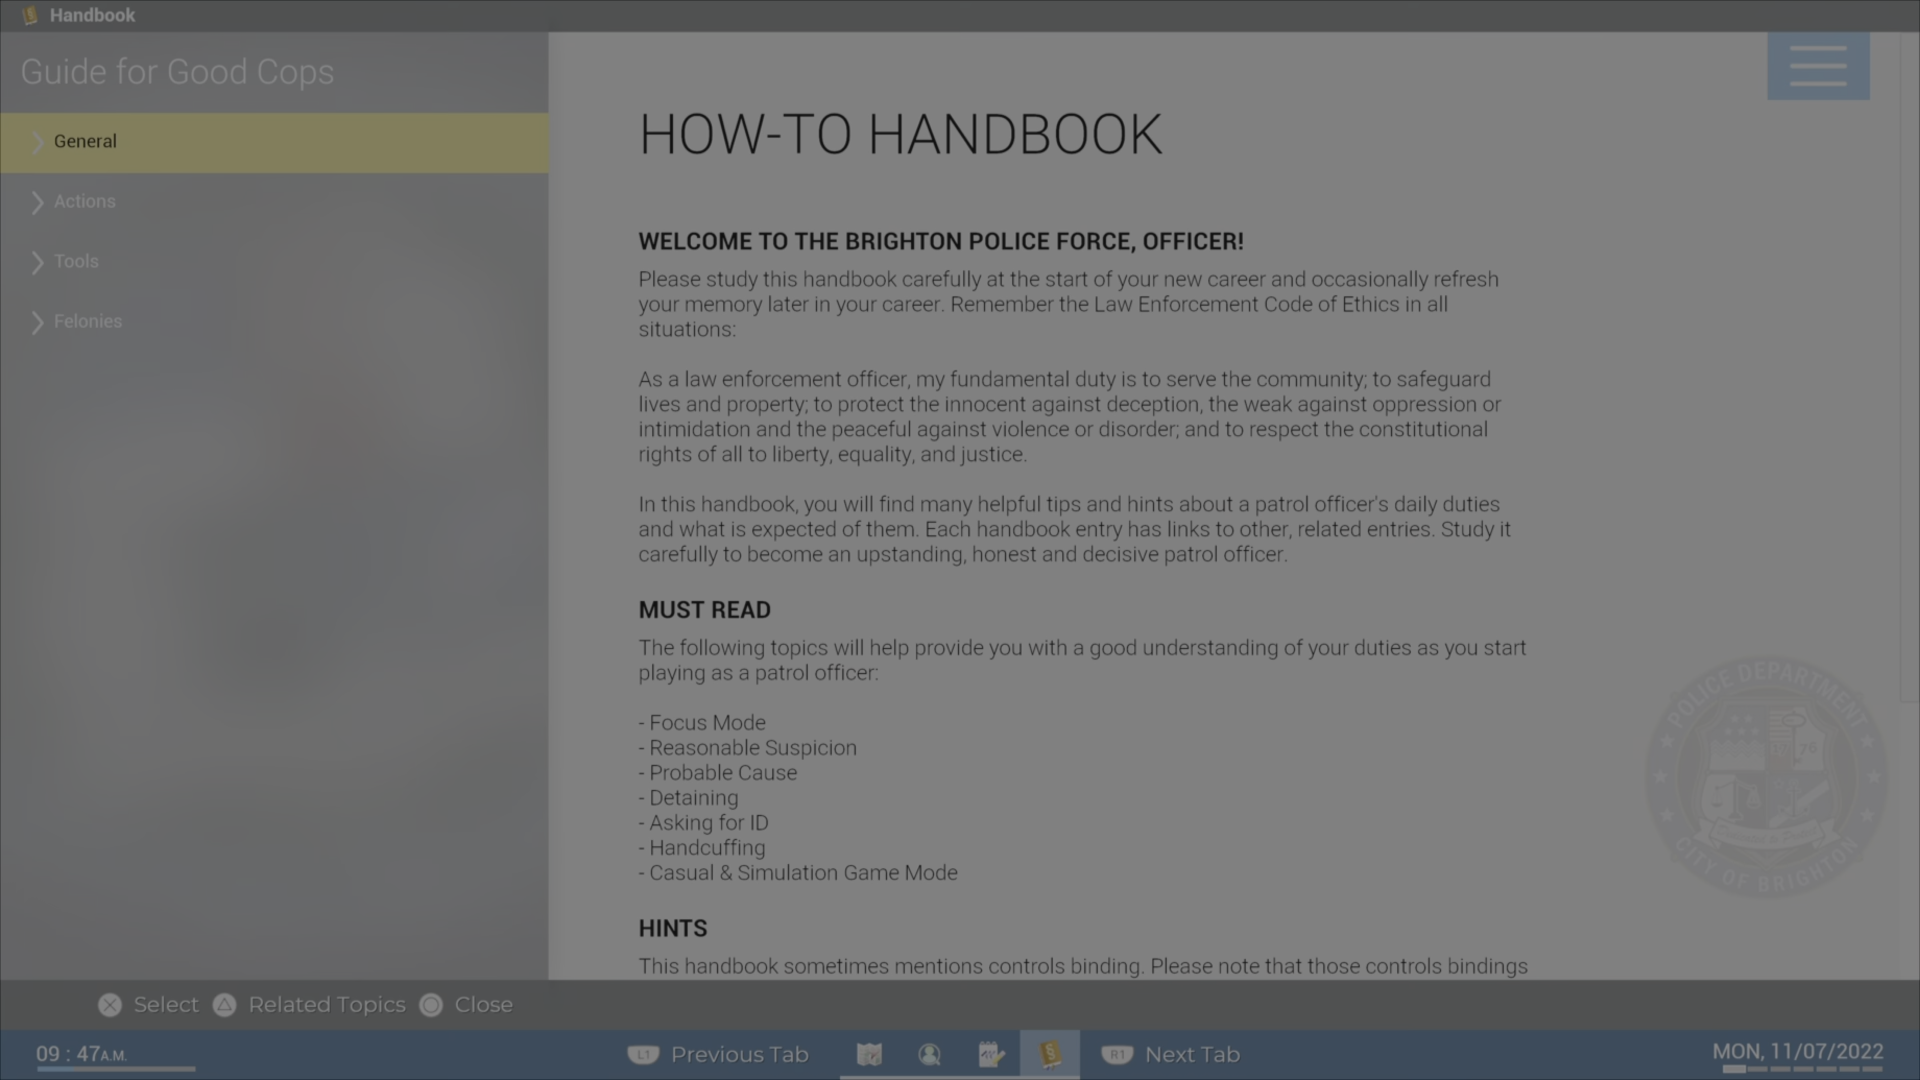 Handbook
Guide for Good Cops
General
Actions
Tools
Felonies
HOW-TO HANDBOOK
WELCOME TO THE BRIGHTON POLICE FORCE, OFFICER!
Please study this handbook carefully at the start of your new career and occasionally refresh
your memory later in your career. Remember the Law Enforcement Code of Ethics in all
situations:
As a law enforcement officer, my fundamental duty is to serve the community; to safeguard
lives and property; to protect the innocent against deception, the weak against oppression or
intimidation and the peaceful against violence or disorder; and to respect the constitutional
rights of all to liberty, equality, and justice.
In this handbook, you will find many helpful tips and hints about a patrol officer's daily duties
and what is expected of them. Each handbook entry has links to other, related entries. Study it
carefully to become an upstanding, honest and decisive patrol officer.
MUST READ
The following topics will help provide you with a good understanding of your duties as you start
playing as a patrol officer:
- Focus Mode
- Reasonable Suspicion
- Probable Cause
- Detaining
- Asking for ID
- Handcuffing
- Casual & Simulation Game Mode
HINTS
This handbook sometimes mentions controls binding. Please note that those controls bindings
POLICE DEPARTMENT
19 76
CITY OF BRIGHTON
Select Related Topics Close
09 : 47A.M.
L1 Previous Tab
R1 Next Tab
MON, 11/07/2022